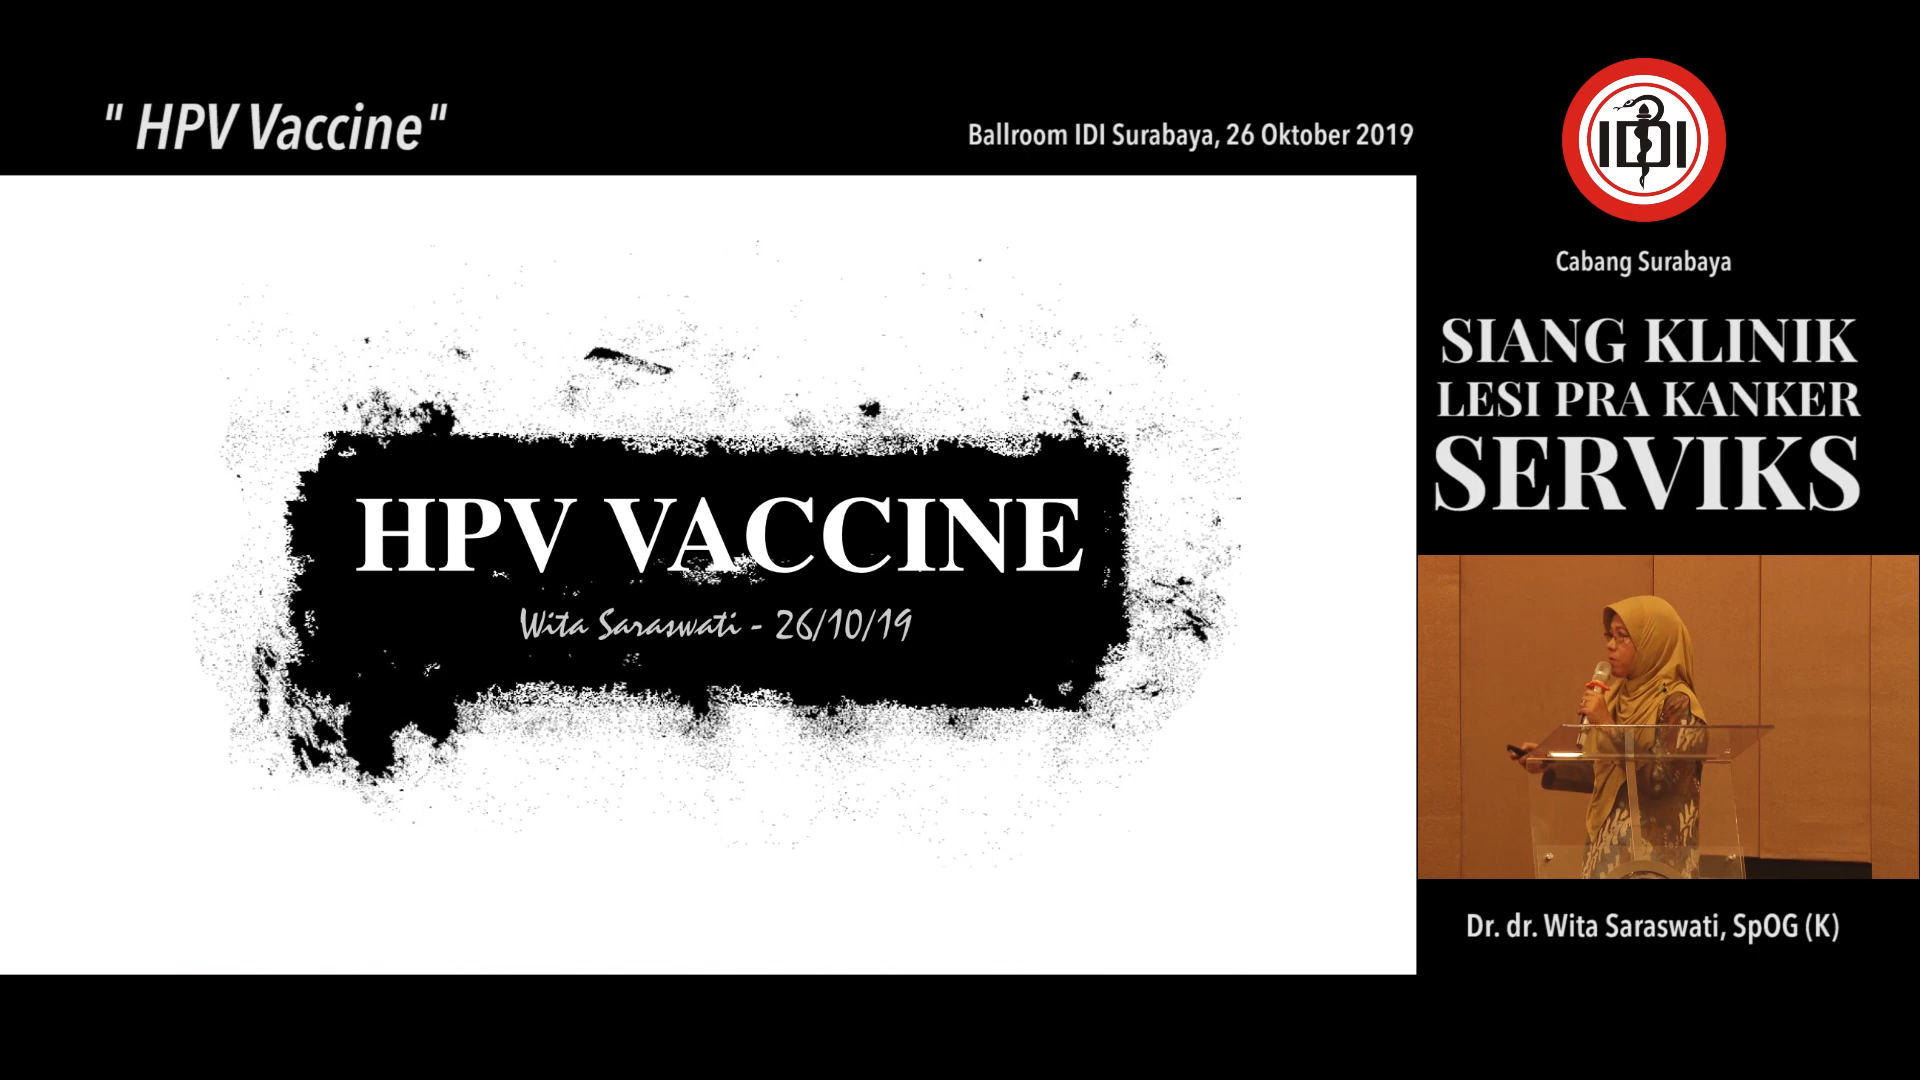 " HPV Vaccine"
Ballroom IDI Surabaya, 26 Oktober 2019
IDI
Cabang Surabaya
SIANG KLINIK
LESI PRA KANKER
SERVIKS
HPV VACCINE
Wita Saraswati - 26/10/19
Dr. dr. Wita Saraswati, SpOG (K)